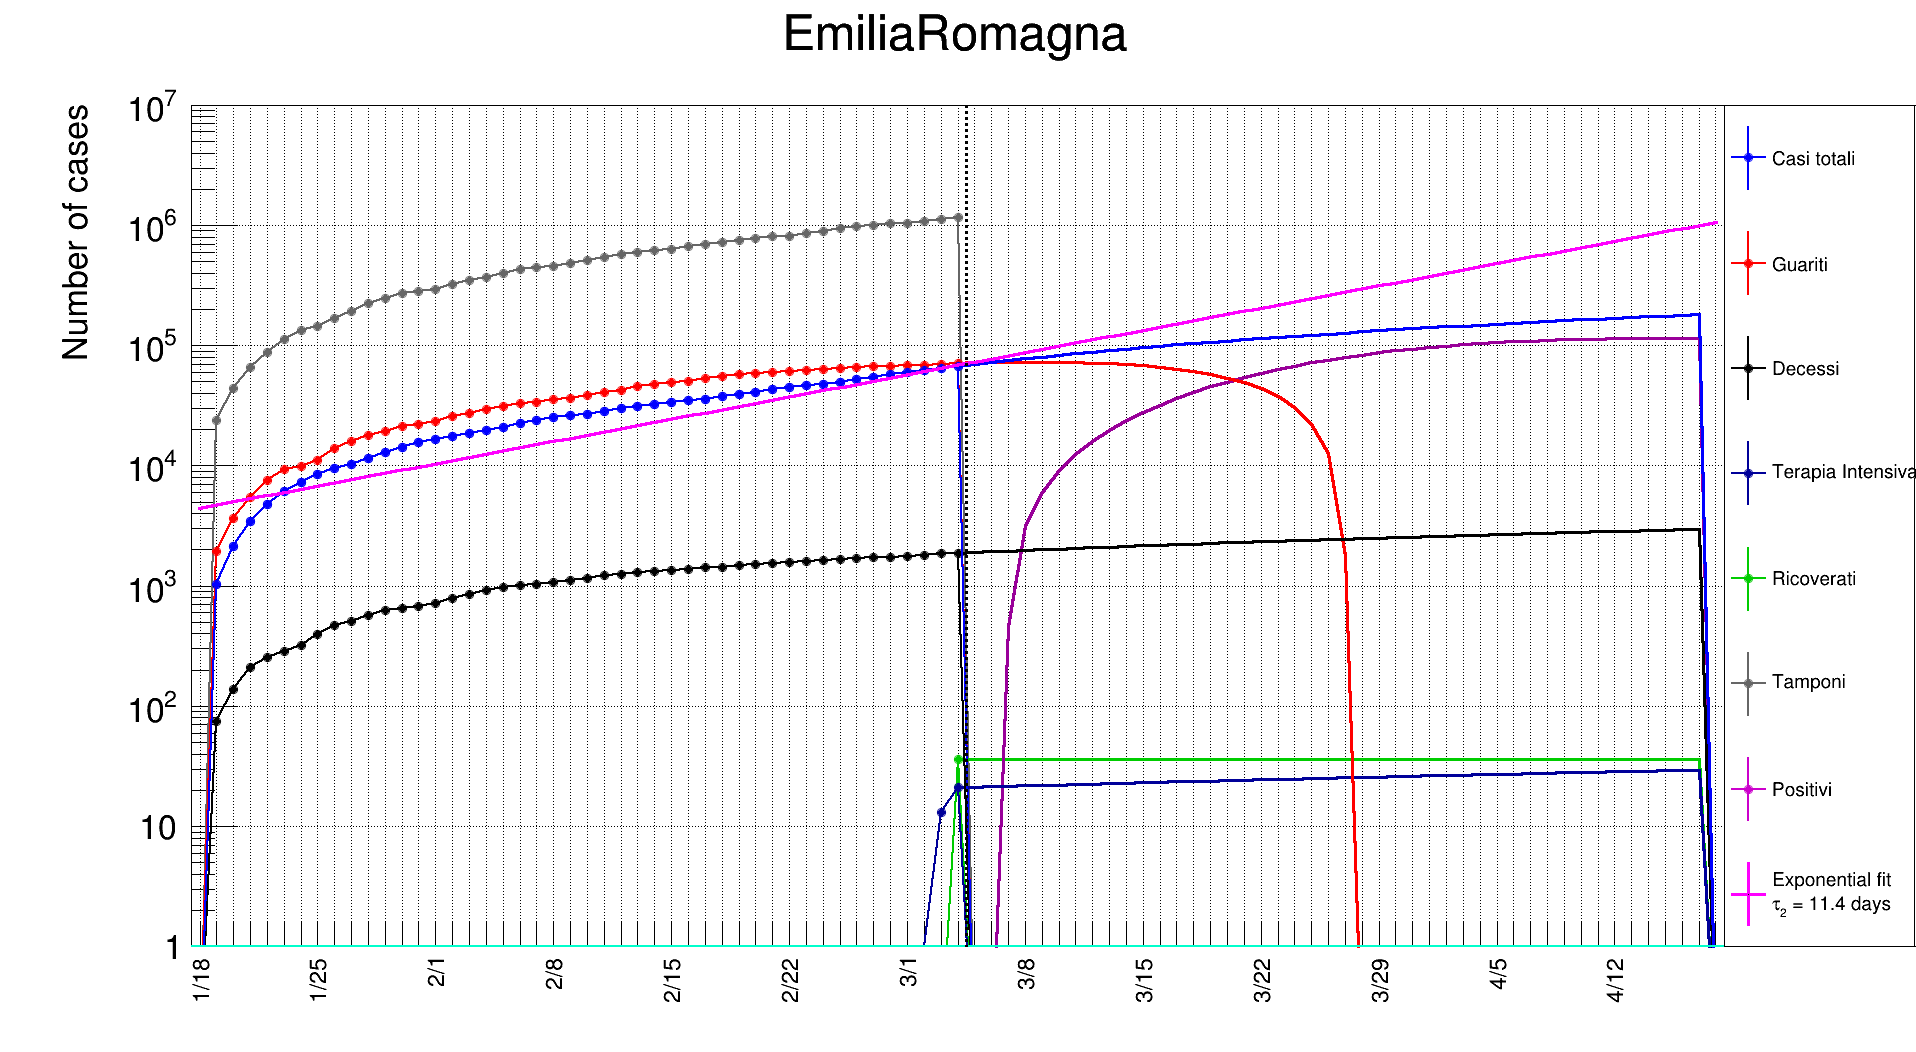 EmiliaRomagna
Number of cases
10^7
10^6
10^5
10^4
10^3
10^2
10
1
1/18
1/25
2/1
2/8
2/15
2/22
3/1
3/8
3/15
3/22
3/29
4/5
4/12
Casi totali
Guariti
Decessi
Terapia Intensiva
Ricoverati
Tamponi
Positivi
Exponential fit
τ_2 = 11.4 days